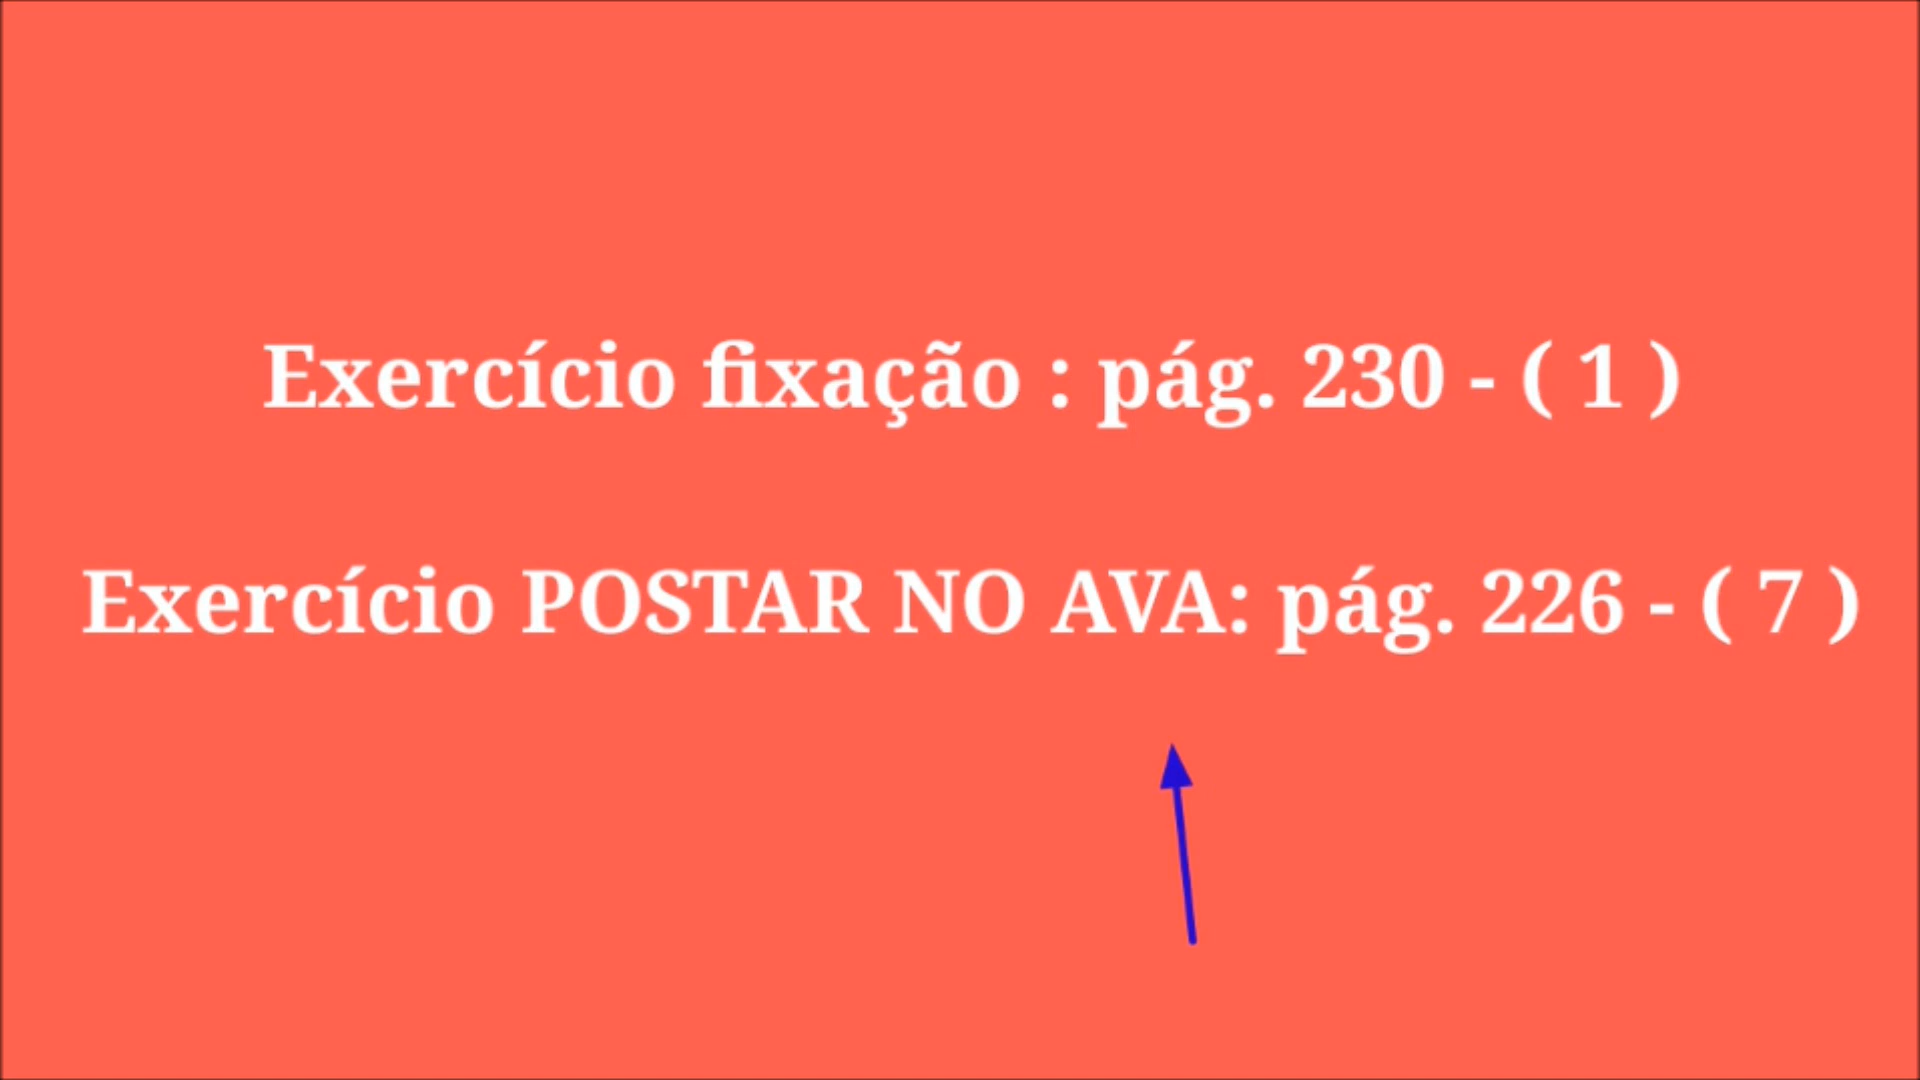 Exercício fixação : pág. 230 - ( 1 )
Exercício POSTAR NO AVA: pág. 226 - ( 7 )